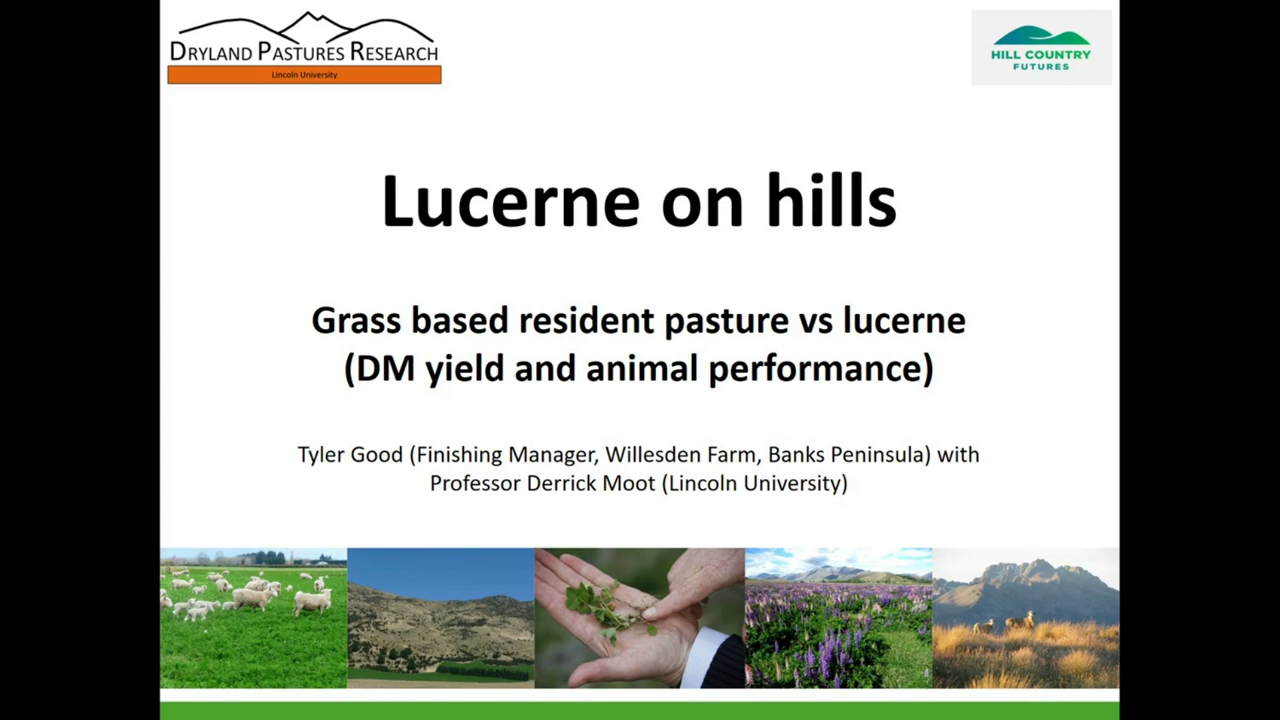 DRYLAND PASTURES RESEARCH
Lincoln University
HILL COUNTRY
FUTURES
Lucerne on hills
Grass based resident pasture vs lucerne
(DM yield and animal performance)
Tyler Good (Finishing Manager, Willesden Farm, Banks Peninsula) with
Professor Derrick Moot (Lincoln University)